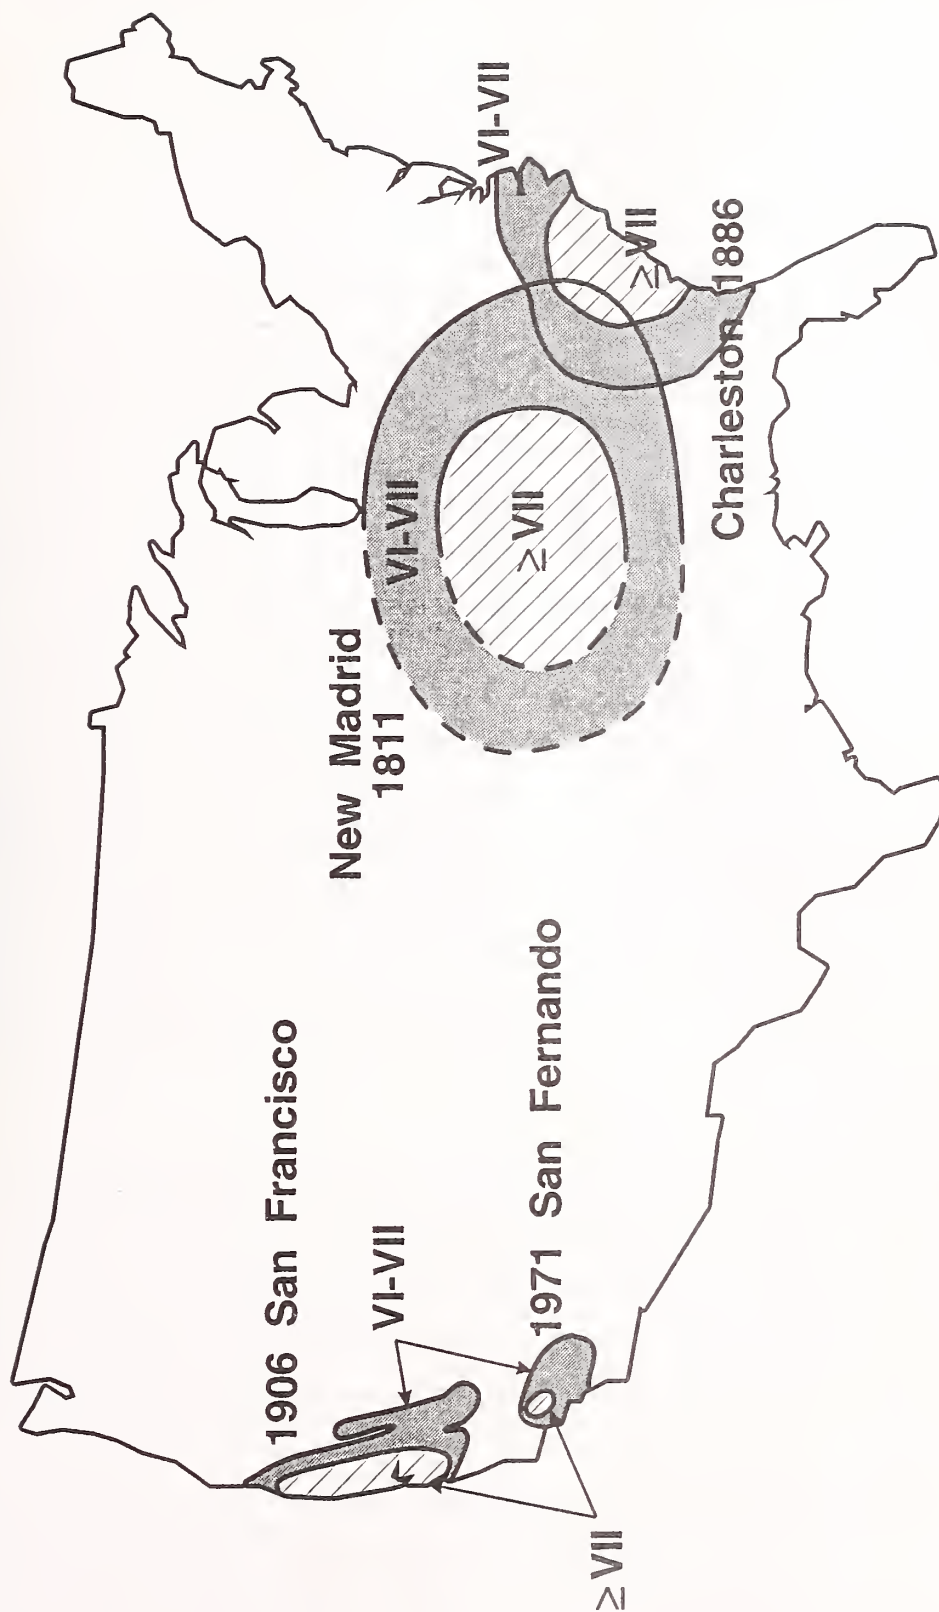 1906 San Francisco
VI-VII
≥ VII
1971 San Fernando
New Madrid
1811
VI-VII
≥ VII
VI-VII
≥ VII
Charleston 1886